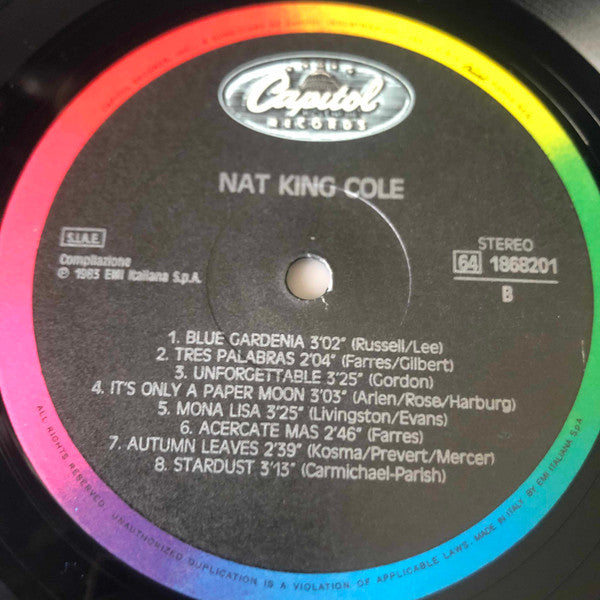 Capitol
RECORDS
NAT KING COLE
S.I.A.E.
Compilazione
℗ 1983 EMI Italiana S.p.A.
STEREO
64 1868201
B
1. BLUE GARDENIA 3'02" (Russell/Lee)
2. TRES PALABRAS 2'04" (Farres/Gilbert)
3. UNFORGETTABLE 3'25" (Gordon)
4. IT'S ONLY A PAPER MOON 3'03" (Arlen/Rose/Harburg)
5. MONA LISA 3'25" (Livingston/Evans)
6. ACERCATE MAS 2'46" (Farres)
7. AUTUMN LEAVES 2'39" (Kosma/Prevert/Mercer)
8. STARDUST 3'13" (Carmichael-Parish)
ALL RIGHTS RESERVED. UNAUTHORIZED DUPLICATION IS A VIOLATION OF APPLICABLE LAWS. MADE IN ITALY BY EMI ITALIANA S.P.A.